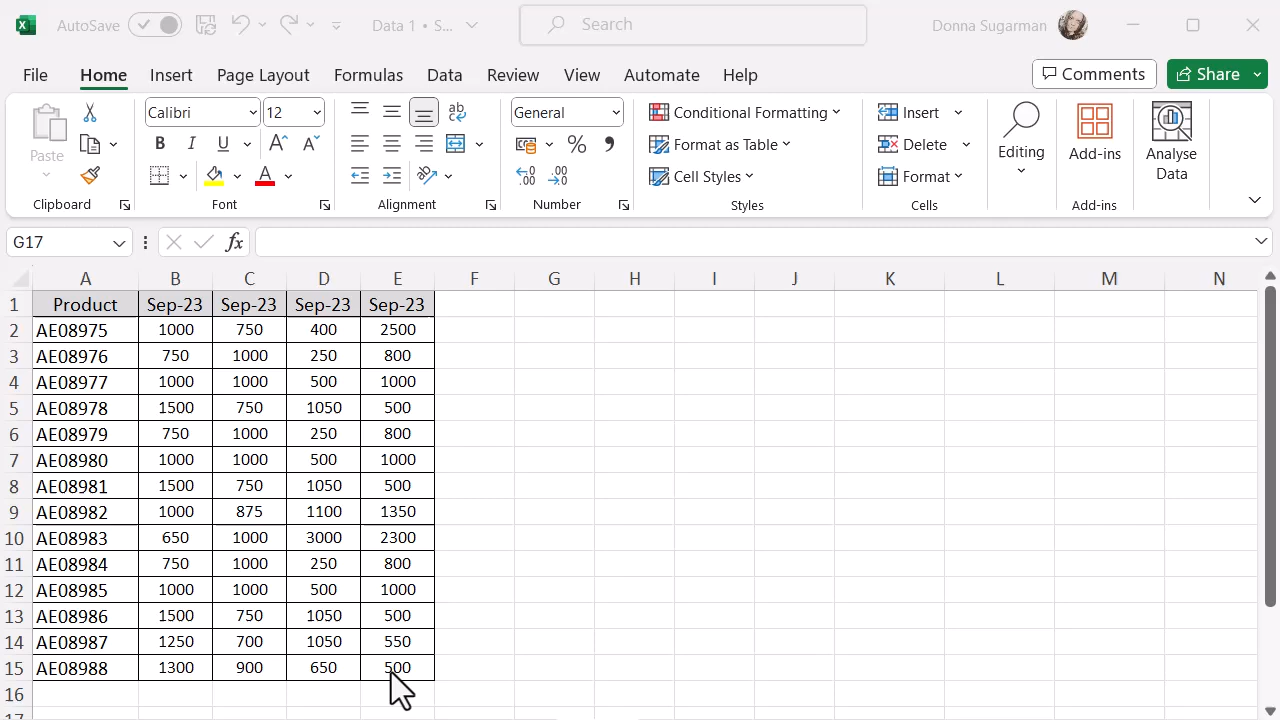 AutoSave Data 1 • S... Search Donna Sugarman
File Home Insert Page Layout Formulas Data Review View Automate Help Comments Share
Paste Calibri 12 General Conditional Formatting Insert Editing Add-ins Analyse Data
B I U A A ab % Format as Table Delete
A .00 .00 Cell Styles Format
Clipboard Font Alignment Number Styles Cells Add-ins
G17 fx
A B C D E F G H I J K L M N
1 Product Sep-23 Sep-23 Sep-23 Sep-23
2 AE08975 1000 750 400 2500
3 AE08976 750 1000 250 800
4 AE08977 1000 1000 500 1000
5 AE08978 1500 750 1050 500
6 AE08979 750 1000 250 800
7 AE08980 1000 1000 500 1000
8 AE08981 1500 750 1050 500
9 AE08982 1000 875 1100 1350
10 AE08983 650 1000 3000 2300
11 AE08984 750 1000 250 800
12 AE08985 1000 1000 500 1000
13 AE08986 1500 750 1050 500
14 AE08987 1250 700 1050 550
15 AE08988 1300 900 650 500
16
17